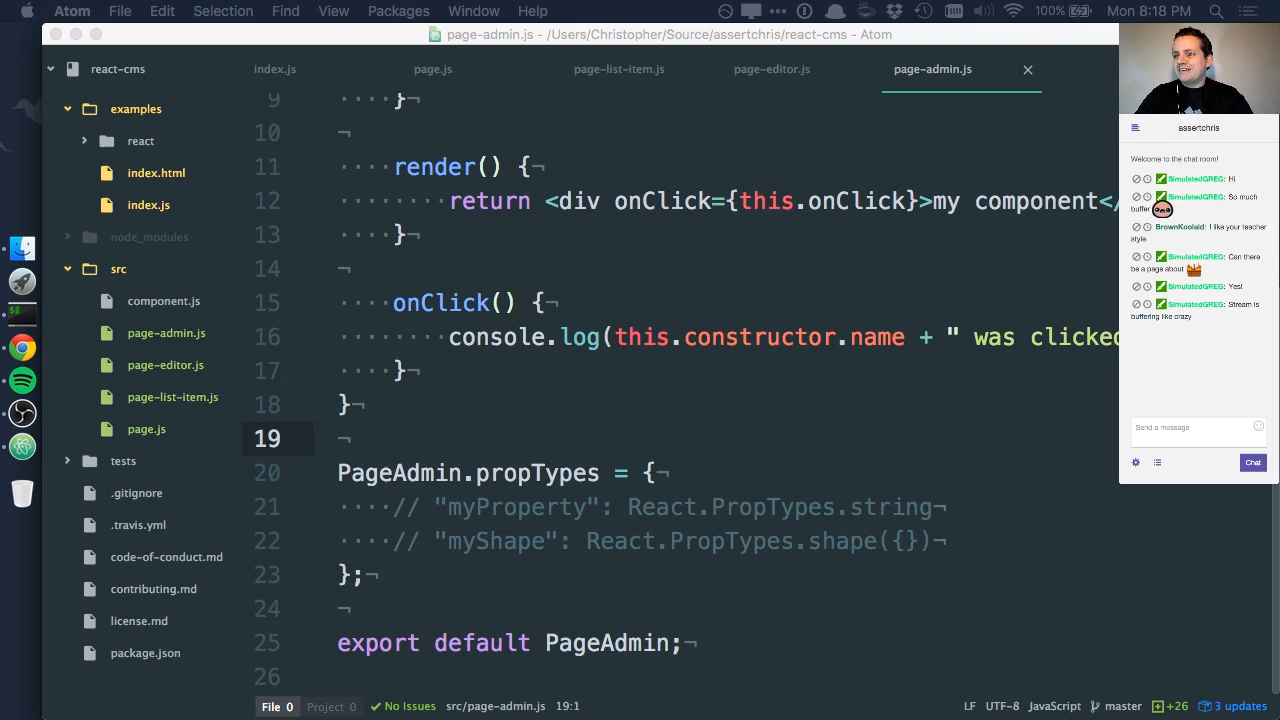 Atom File Edit Selection Find View Packages Window Help 100% Mon 8:18 PM
page-admin.js - /Users/Christopher/Source/assertchris/react-cms - Atom
react-cms
examples
react
index.html
index.js
node_modules
src
component.js
page-admin.js
page-editor.js
page-list-item.js
page.js
tests
.gitignore
.travis.yml
code-of-conduct.md
contributing.md
license.md
package.json
index.js page.js page-list-item.js page-editor.js page-admin.js
9 ····}¬
10 ¬
11 ····render() {¬
12 ········return <div onClick={this.onClick}>my component</
13 ····}¬
14 ¬
15 ····onClick() {¬
16 ········console.log(this.constructor.name + " was clicked
17 ····}¬
18 }¬
19 ¬
20 PageAdmin.propTypes = {¬
21 ····// "myProperty": React.PropTypes.string¬
22 ····// "myShape": React.PropTypes.shape({})¬
23 };¬
24 ¬
25 export default PageAdmin;¬
26
File 0 Project 0 No Issues src/page-admin.js 19:1 LF UTF-8 JavaScript master +26 3 updates
assertchris
Welcome to the chat room!
SimulatedGREG: Hi
SimulatedGREG: So much
buffer
BrownKoolaid: I like your teacher
style
SimulatedGREG: Can there
be a page about
SimulatedGREG: Yes!
SimulatedGREG: Stream is
buffering like crazy
Send a message
Chat